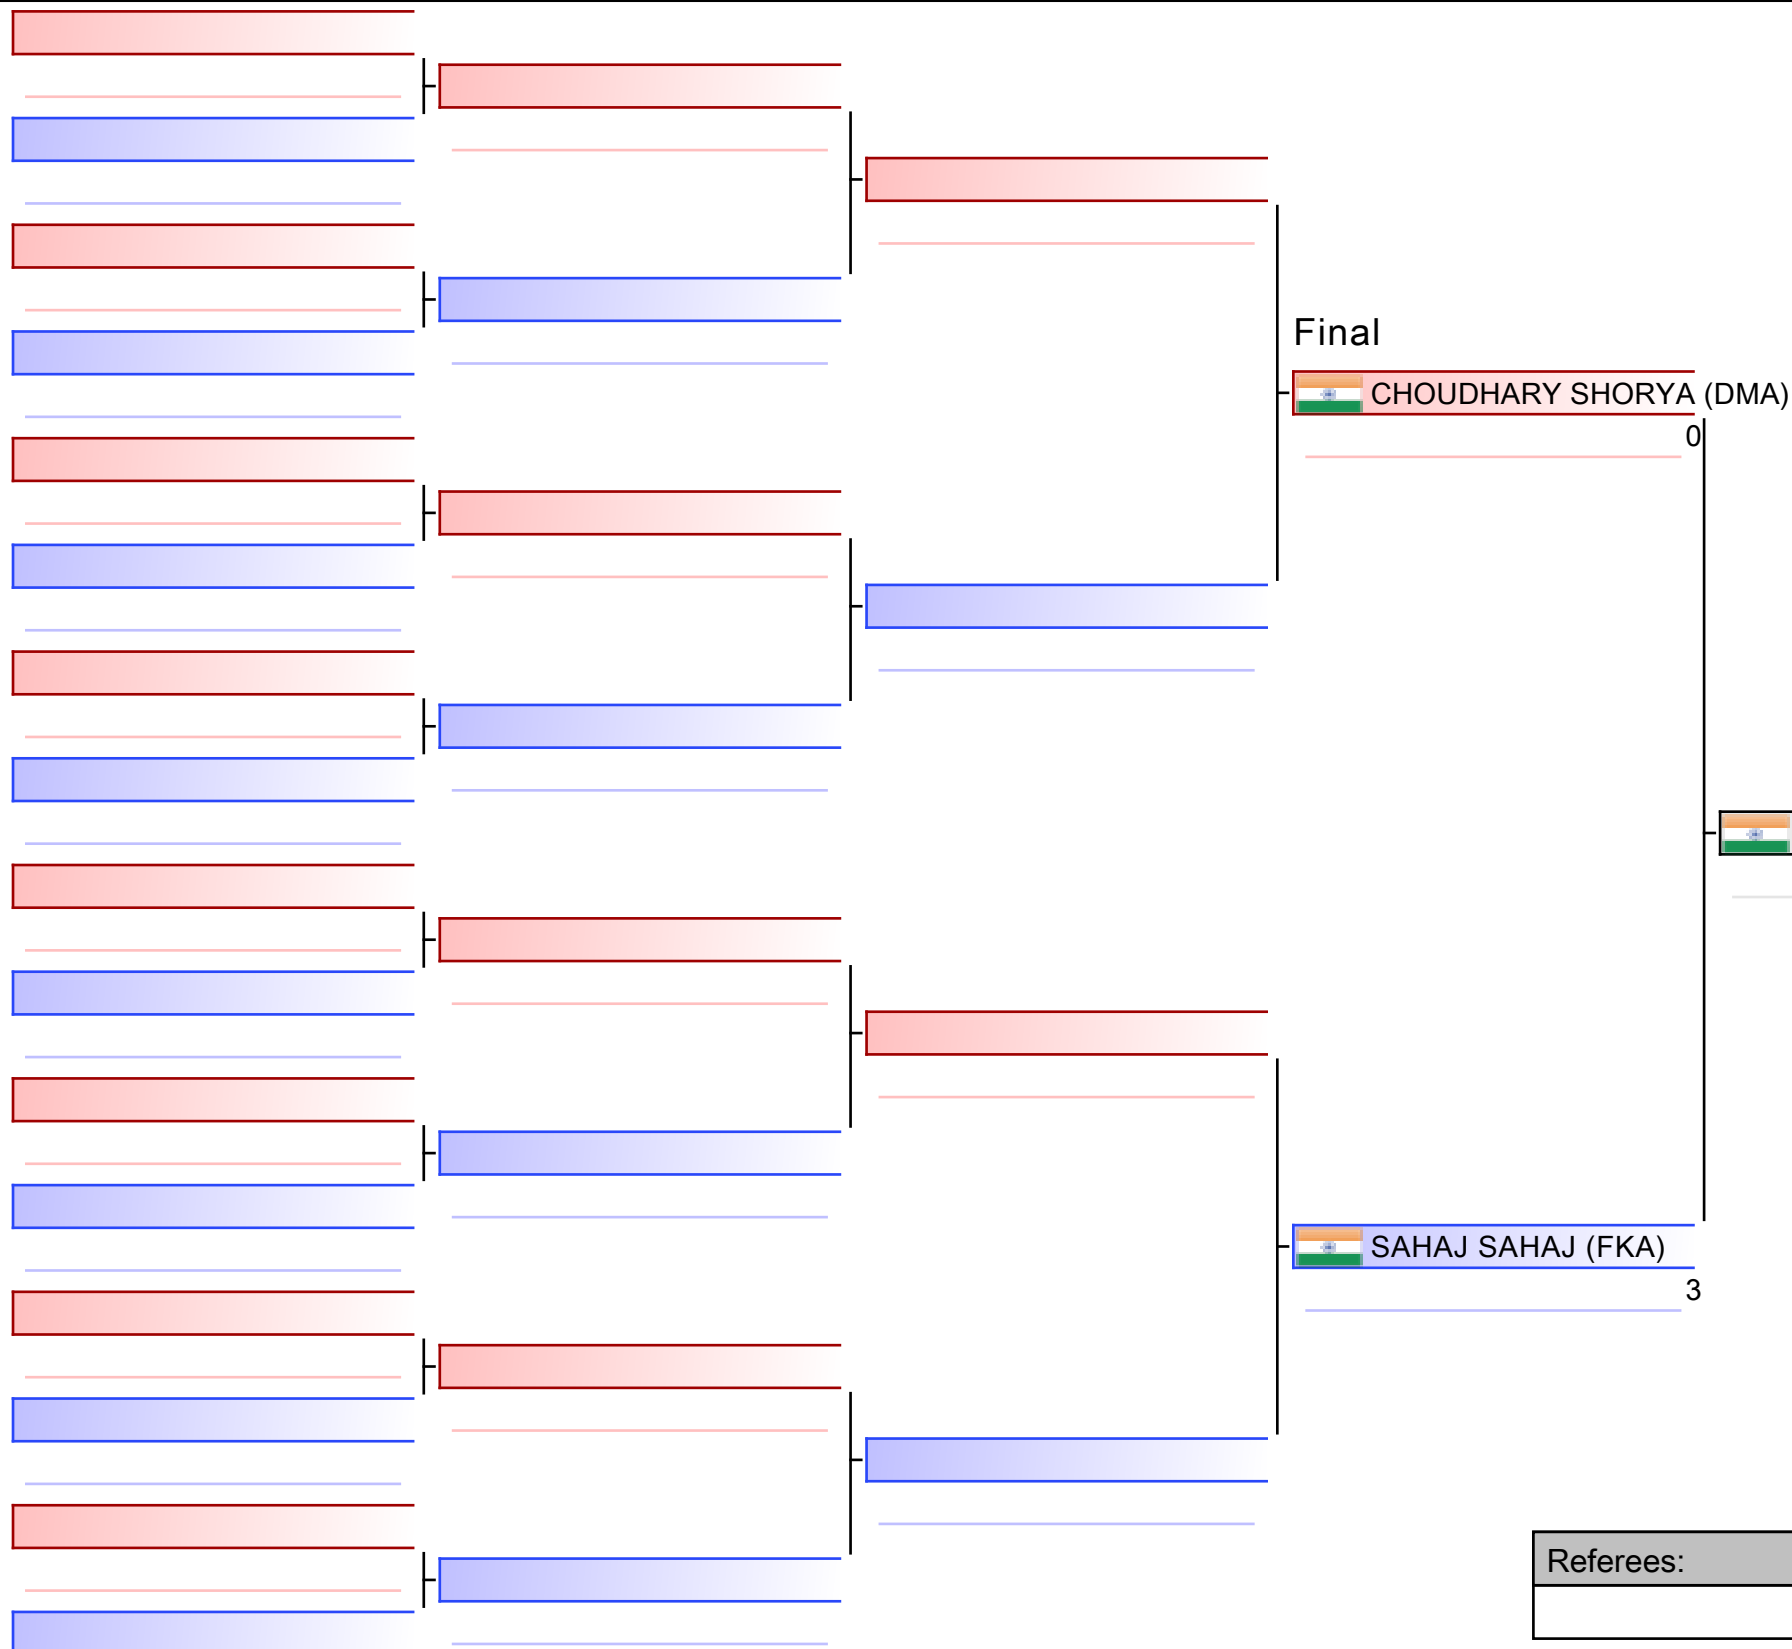 Final
CHOUDHARY SHORYA (DMA)
0
SAHAJ SAHAJ (FKA)
3
Referees: